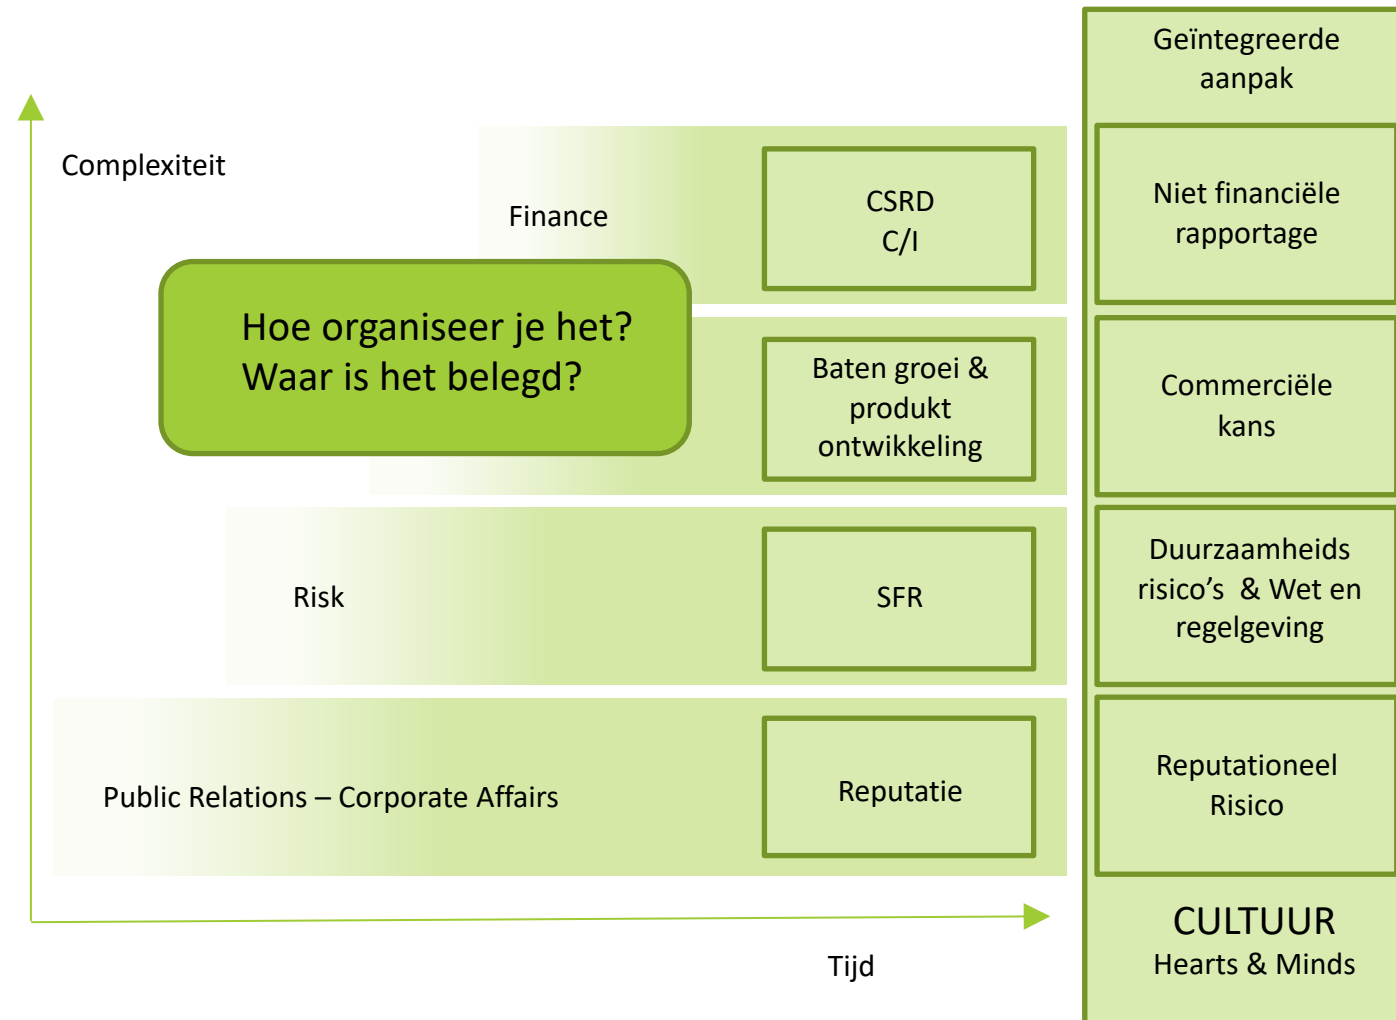 Geïntegreerde
aanpak
Complexiteit
Finance
CSRD
C/I
Niet financiële
rapportage
Hoe organiseer je het?
Waar is het belegd?
Baten groei &
produkt
ontwikkeling
Commerciële
kans
Risk
SFR
Duurzaamheids
risico’s & Wet en
regelgeving
Public Relations – Corporate Affairs
Reputatie
Reputationeel
Risico
Tijd
CULTUUR
Hearts & Minds